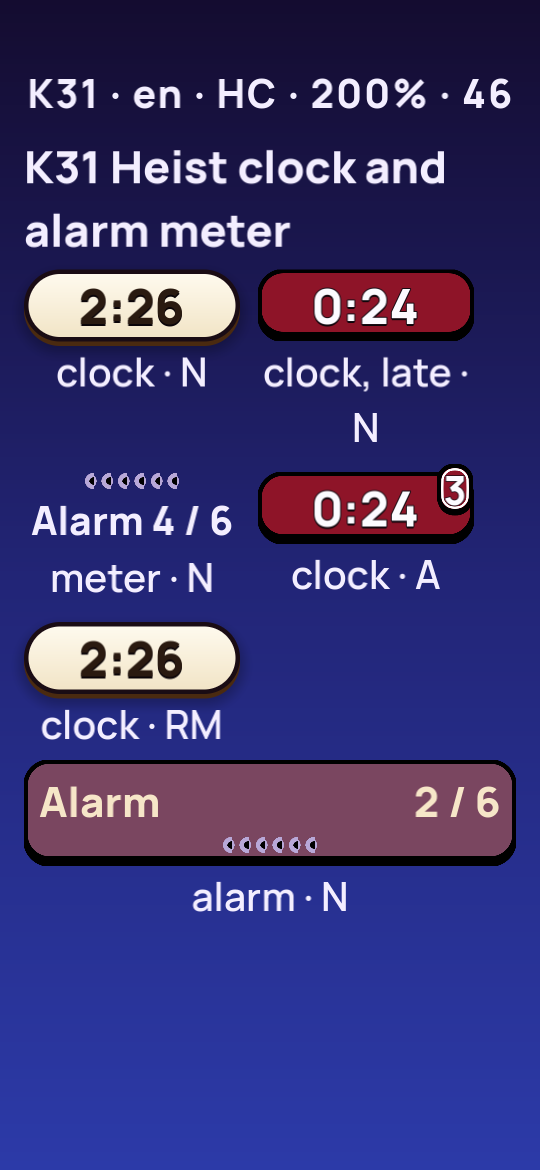 K31 · en · HC · 200% · 46
K31 Heist clock and
alarm meter
2:26
0:24
clock · N
clock, late ·
N
Alarm 4 / 6
meter · N
0:24
3
clock · A
2:26
clock · RM
Alarm 2 / 6
alarm · N